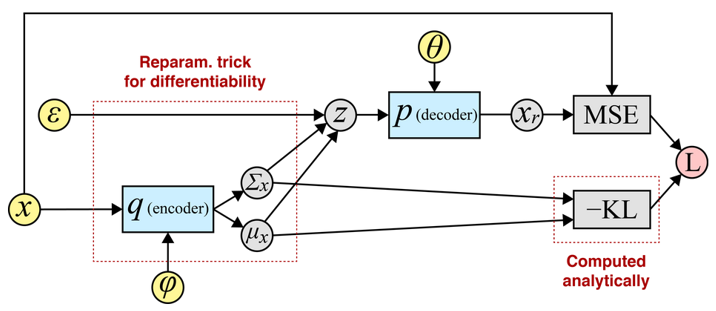 Reparam. trick
for differentiability
θ
ε
z
p (decoder)
x_r
MSE
L
Σ_x
x
q (encoder)
−KL
μ_x
Computed
analytically
φ